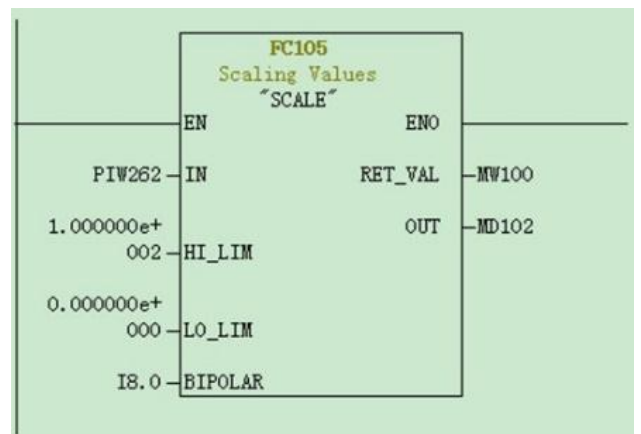 FC105
Scaling Values
"SCALE"
EN ENO
PIW262 IN RET_VAL MW100
1.000000e+ OUT MD102
002 HI_LIM
0.000000e+
000 LO_LIM
I8.0 BIPOLAR